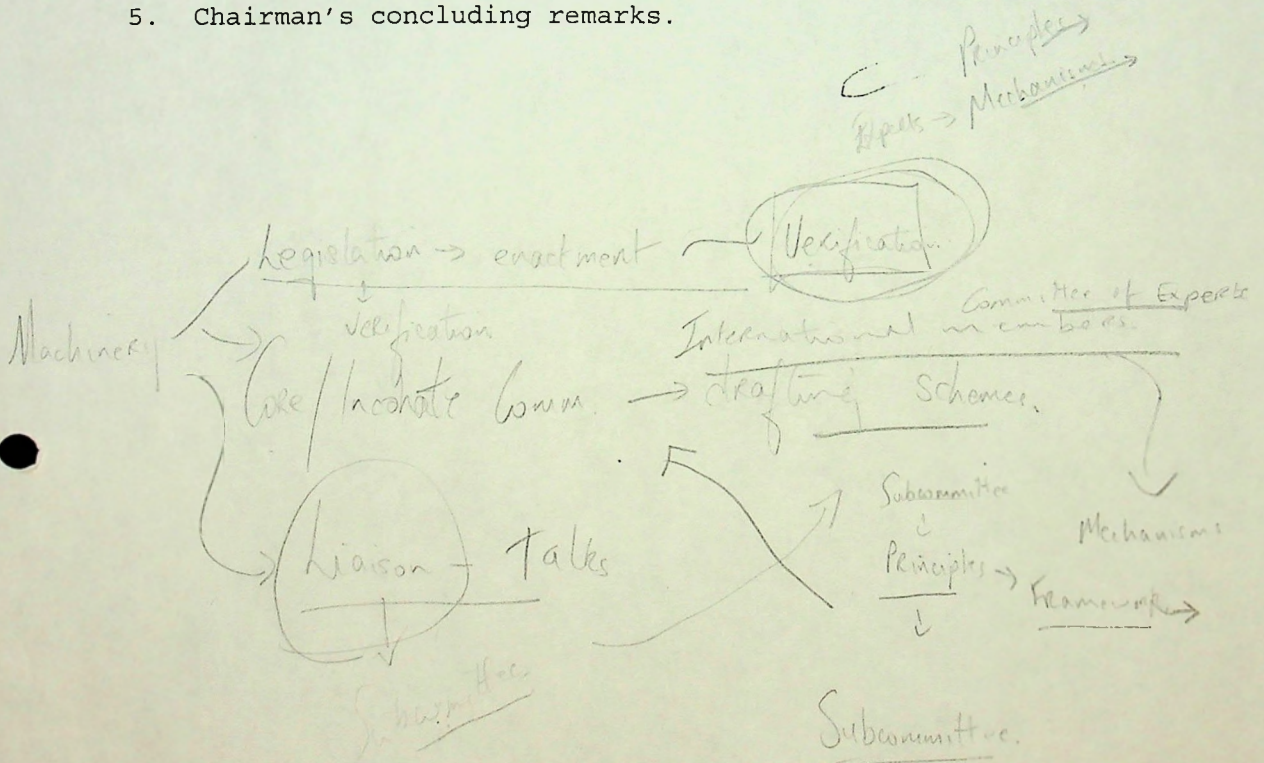 5. Chairman's concluding remarks.
Principles →
Experts → Mechanisms →
Legislation → enactment — Verification
↓
Verification
Committee of Experts
International members.
Machinery
Core/Inchoate Comm. → drafting Schemes.
Subcommittee
↓
Mechanisms
Principles →
Framework →
↓
Liaison - Talks
↓
Subcommittee
Subcommittee.